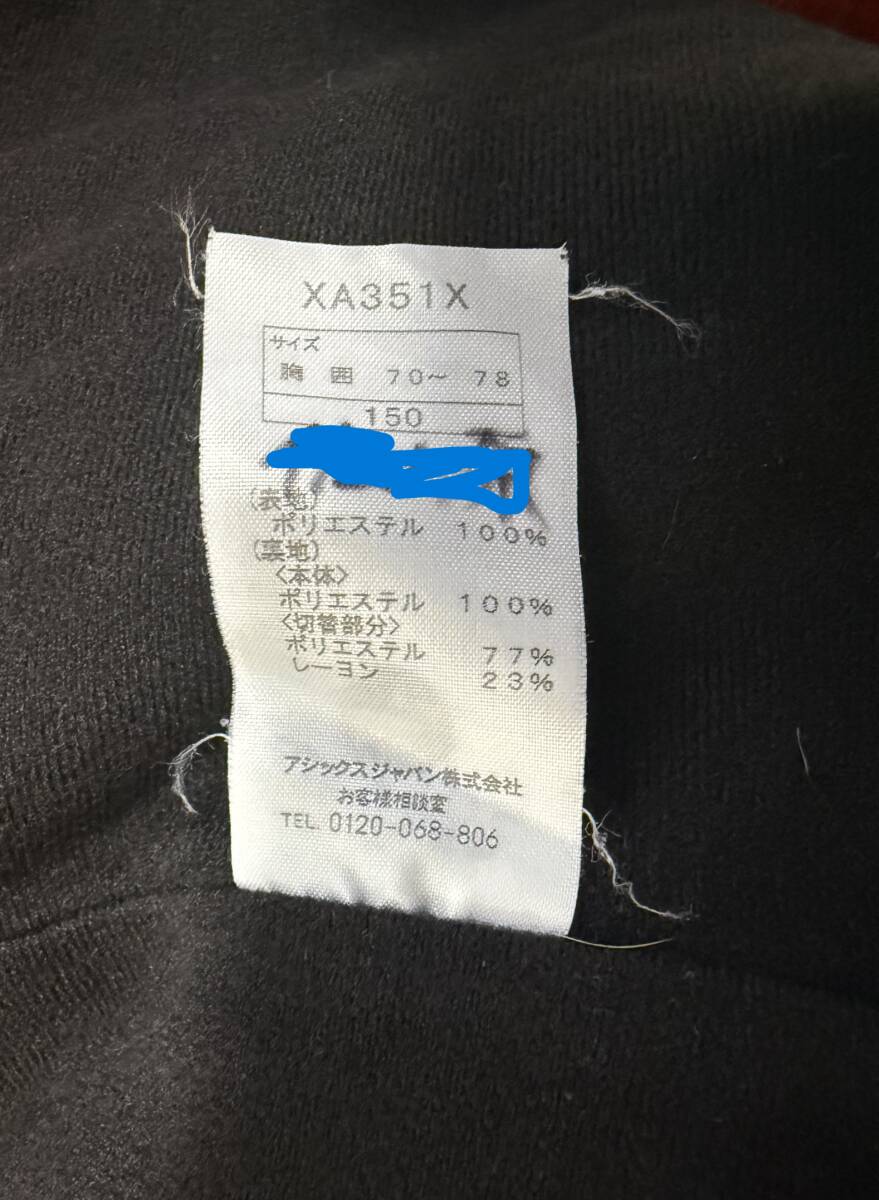 XA351X
サイズ
胸 囲 70〜 78
150
(表地)
ポリエステル 100%
(裏地)
<本体>
ポリエステル 100%
<切替部分>
ポリエステル 77%
レーヨン 23%
アシックスジャパン株式会社
お客様相談室
TEL 0120-068-806